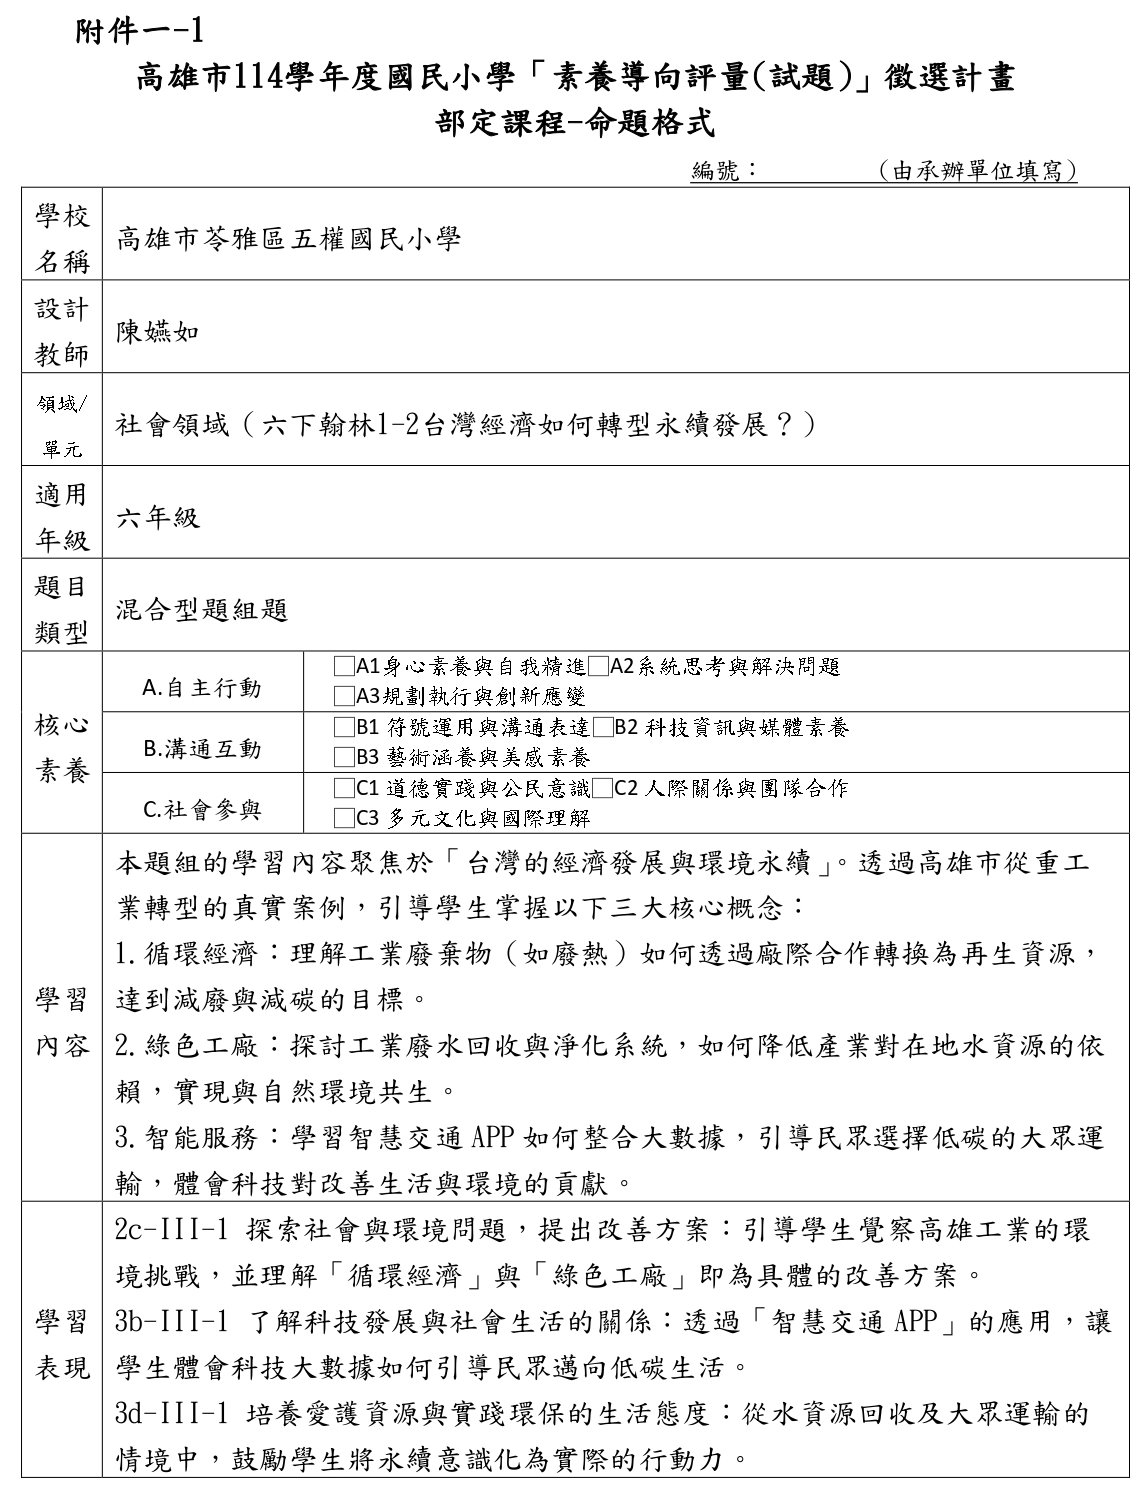 附件一-1
高雄市114學年度國民小學「素養導向評量(試題)」徵選計畫
部定課程-命題格式
編號：　　　　（由承辦單位填寫）
學校
名稱
高雄市苓雅區五權國民小學
設計
教師
陳嬿如
領域/
單元
社會領域（六下翰林1-2台灣經濟如何轉型永續發展？）
適用
年級
六年級
題目
類型
混合型題組題
核心
素養
A.自主行動
□A1身心素養與自我精進□A2系統思考與解決問題
□A3規劃執行與創新應變
B.溝通互動
□B1 符號運用與溝通表達□B2 科技資訊與媒體素養
□B3 藝術涵養與美感素養
C.社會參與
□C1 道德實踐與公民意識□C2 人際關係與團隊合作
□C3 多元文化與國際理解
學習
內容
本題組的學習內容聚焦於「台灣的經濟發展與環境永續」。透過高雄市從重工
業轉型的真實案例，引導學生掌握以下三大核心概念：
1.循環經濟：理解工業廢棄物（如廢熱）如何透過廠際合作轉換為再生資源，
達到減廢與減碳的目標。
2.綠色工廠：探討工業廢水回收與淨化系統，如何降低產業對在地水資源的依
賴，實現與自然環境共生。
3.智能服務：學習智慧交通 APP 如何整合大數據，引導民眾選擇低碳的大眾運
輸，體會科技對改善生活與環境的貢獻。
學習
表現
2c-III-1 探索社會與環境問題，提出改善方案：引導學生覺察高雄工業的環
境挑戰，並理解「循環經濟」與「綠色工廠」即為具體的改善方案。
3b-III-1 了解科技發展與社會生活的關係：透過「智慧交通 APP」的應用，讓
學生體會科技大數據如何引導民眾邁向低碳生活。
3d-III-1 培養愛護資源與實踐環保的生活態度：從水資源回收及大眾運輸的
情境中，鼓勵學生將永續意識化為實際的行動力。